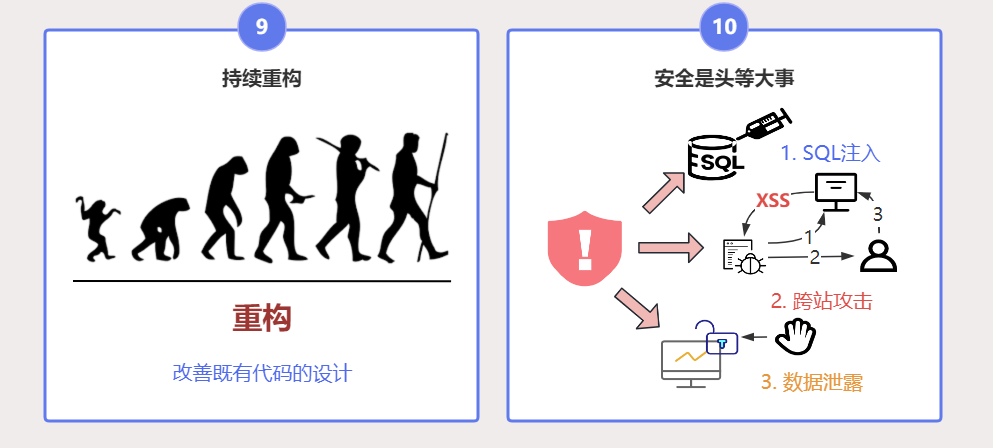 9
持续重构
重构
改善既有代码的设计
10
安全是头等大事
SQL
1. SQL注入
XSS
3
1
2
2. 跨站攻击
T
3. 数据泄露